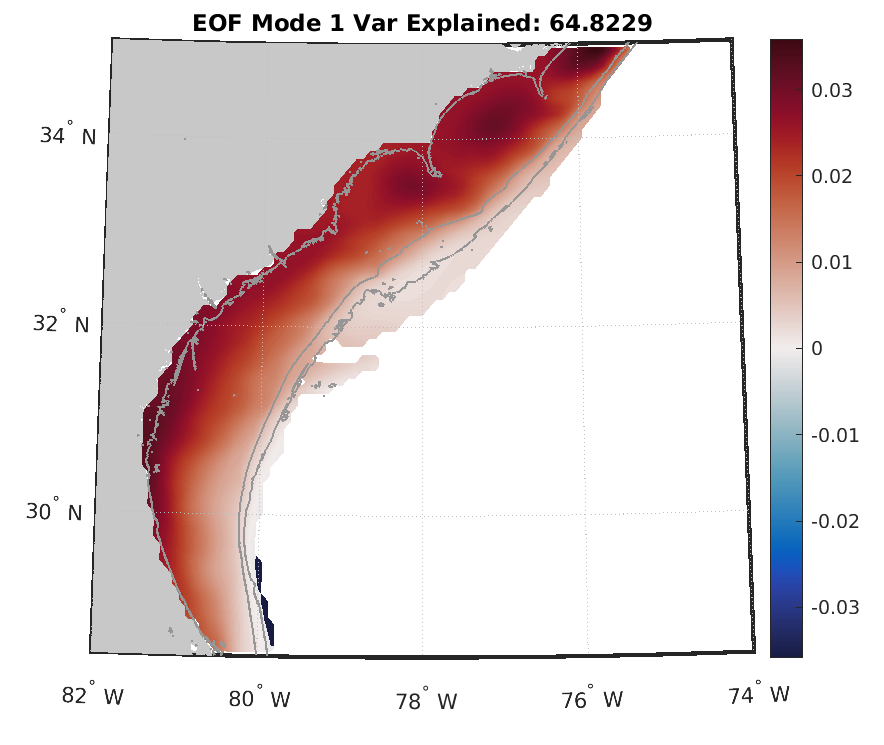 EOF Mode 1 Var Explained: 64.8229
34° N
32° N
30° N
82° W
80° W
78° W
76° W
74° W
0.03
0.02
0.01
0
-0.01
-0.02
-0.03